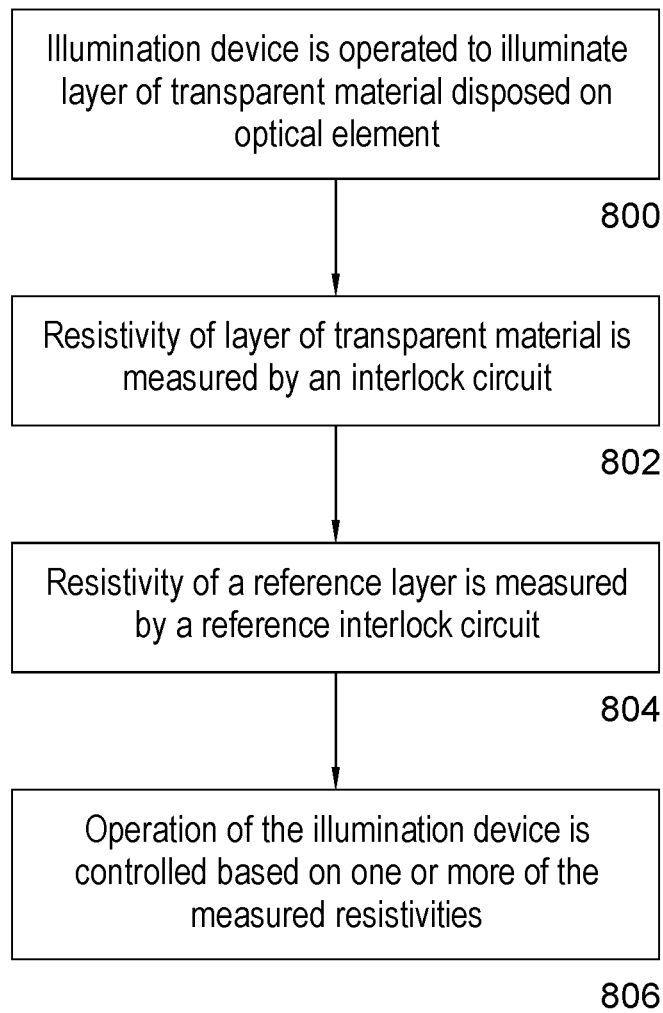 Illumination device is operated to illuminate
layer of transparent material disposed on
optical element
800
Resistivity of layer of transparent material is
measured by an interlock circuit
802
Resistivity of a reference layer is measured
by a reference interlock circuit
804
Operation of the illumination device is
controlled based on one or more of the
measured resistivities
806